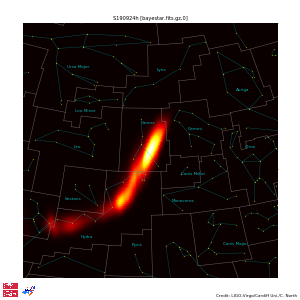 S190924h [bayestar.fits.gz,0]
Ursa Major
Lynx
Auriga
Leo Minor
Cancer
Gemini
Leo
Orion
Canis Minor
Sextans
Monoceros
Hydra
Pyxis
Canis Major
Credit: LIGO-Virgo/Cardiff Uni./C. North